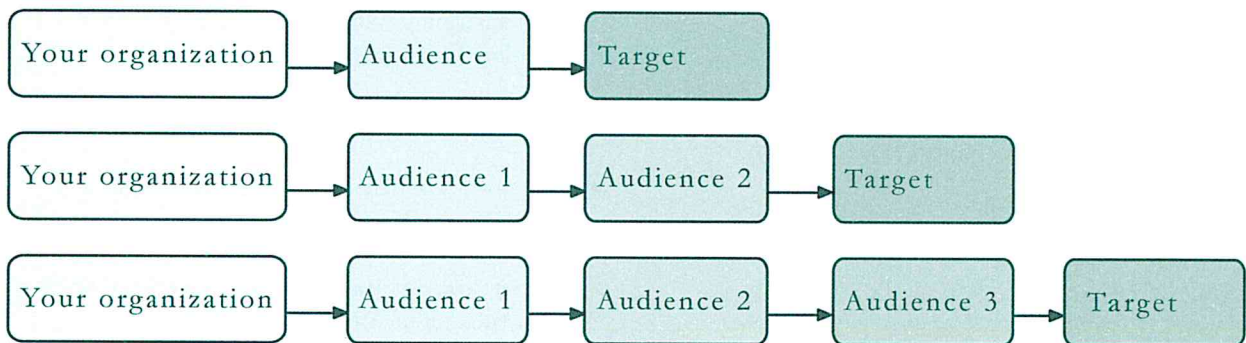 Your organization Audience Target
Your organization Audience 1 Audience 2 Target
Your organization Audience 1 Audience 2 Audience 3 Target